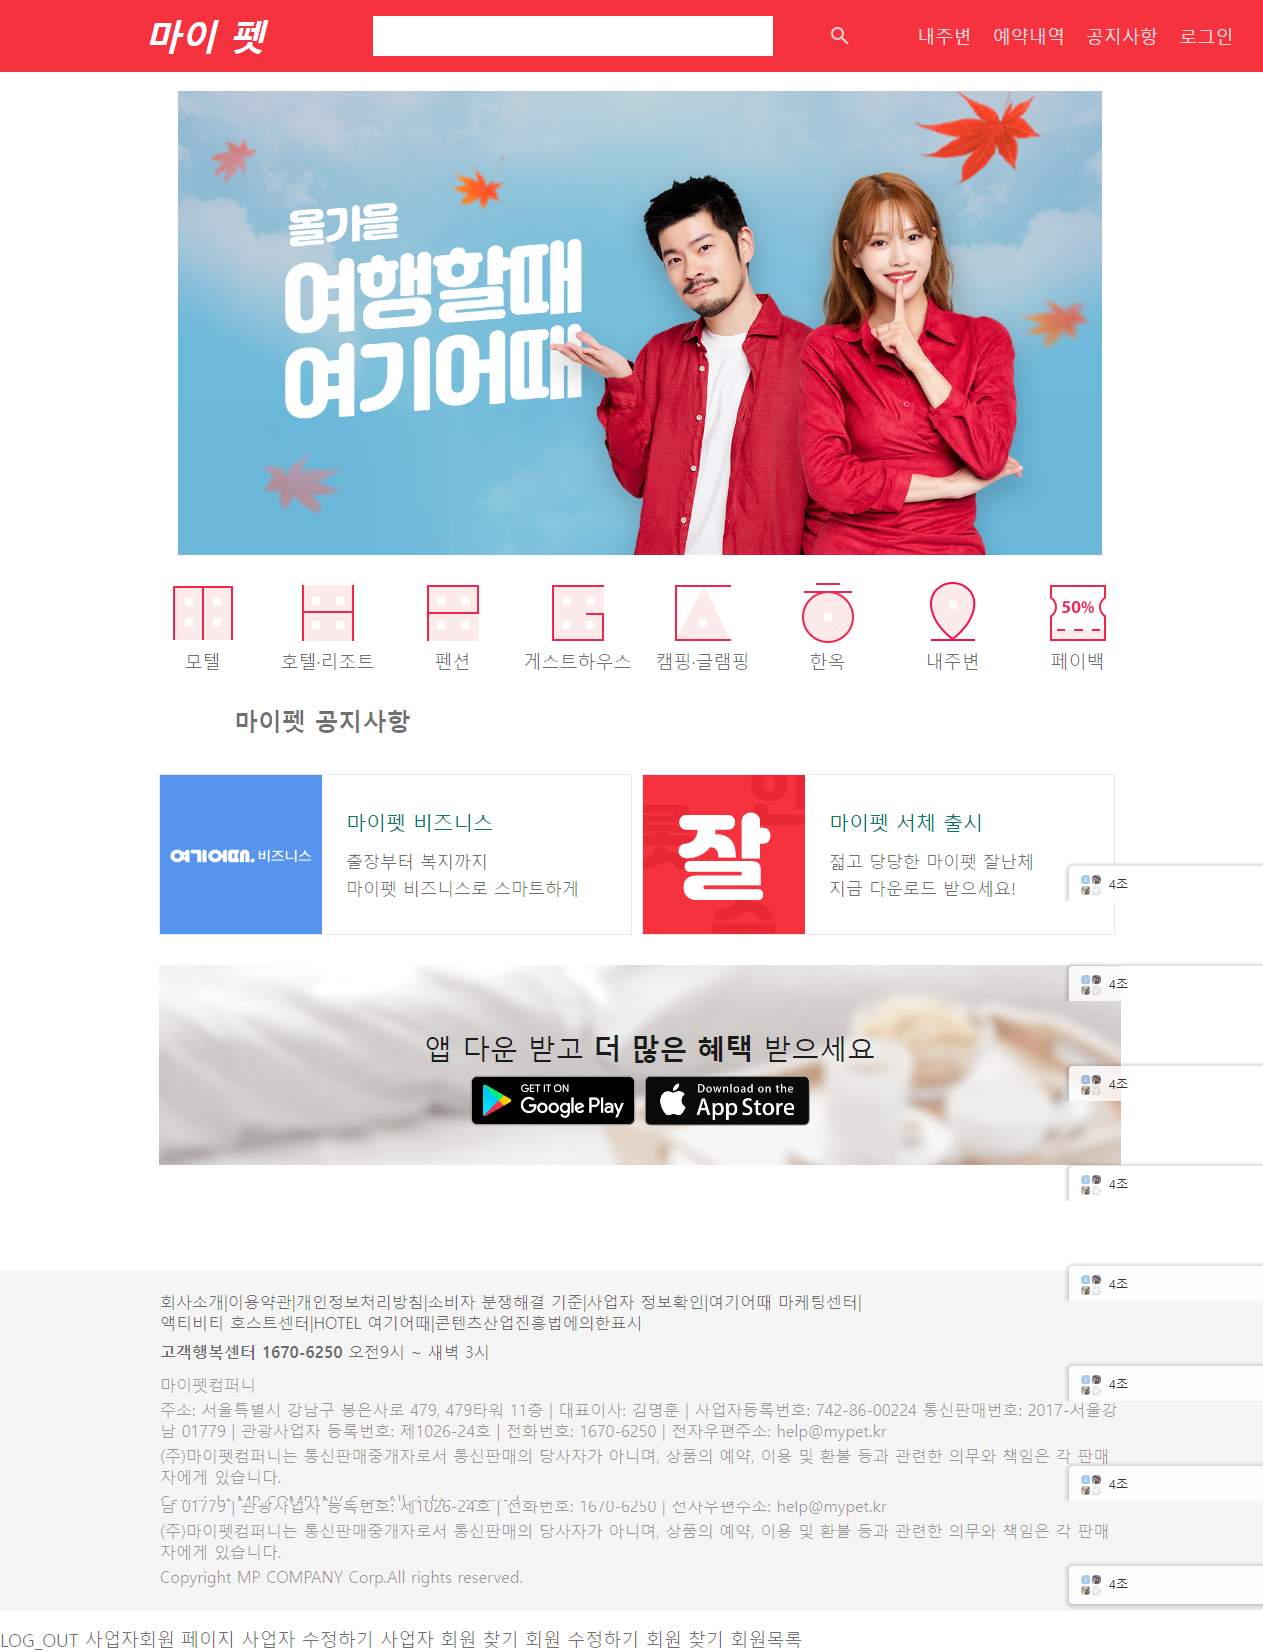 마이 펫
내주변 예약내역 공지사항 로그인
올가을
여행할때
여기어때
모텔 호텔·리조트 펜션 게스트하우스 캠핑·글램핑 한옥 내주변 50% 페이백
마이펫 공지사항
여기어때. 비즈니스
마이펫 비즈니스
출장부터 복지까지
마이펫 비즈니스로 스마트하게
잘
마이펫 서체 출시
젊고 당당한 마이펫 잘난체
지금 다운로드 받으세요!
4조
4조
앱 다운 받고 더 많은 혜택 받으세요
GET IT ON
Google Play
Download on the
App Store
4조
4조
4조
회사소개|이용약관|개인정보처리방침|소비자 분쟁해결 기준|사업자 정보확인|여기어때 마케팅센터|
액티비티 호스트센터|HOTEL 여기어때|콘텐츠산업진흥법에의한표시
고객행복센터 1670-6250 오전9시 ~ 새벽 3시
마이펫컴퍼니
4조
주소: 서울특별시 강남구 봉은사로 479, 479타워 11층 | 대표이사: 김명훈 | 사업자등록번호: 742-86-00224 통신판매번호: 2017-서울강
남 01779 | 관광사업자 등록번호: 제1026-24호 | 전화번호: 1670-6250 | 전자우편주소: help@mypet.kr
(주)마이펫컴퍼니는 통신판매중개자로서 통신판매의 당사자가 아니며, 상품의 예약, 이용 및 환불 등과 관련한 의무와 책임은 각 판매
자에게 있습니다.
4조
남 01779 | 관광사업자 등록번호: 제1026-24호 | 전화번호: 1670-6250 | 전자우편주소: help@mypet.kr
(주)마이펫컴퍼니는 통신판매중개자로서 통신판매의 당사자가 아니며, 상품의 예약, 이용 및 환불 등과 관련한 의무와 책임은 각 판매
자에게 있습니다.
Copyright MP COMPANY Corp.All rights reserved.
4조
LOG_OUT 사업자회원 페이지 사업자 수정하기 사업자 회원 찾기 회원 수정하기 회원 찾기 회원목록